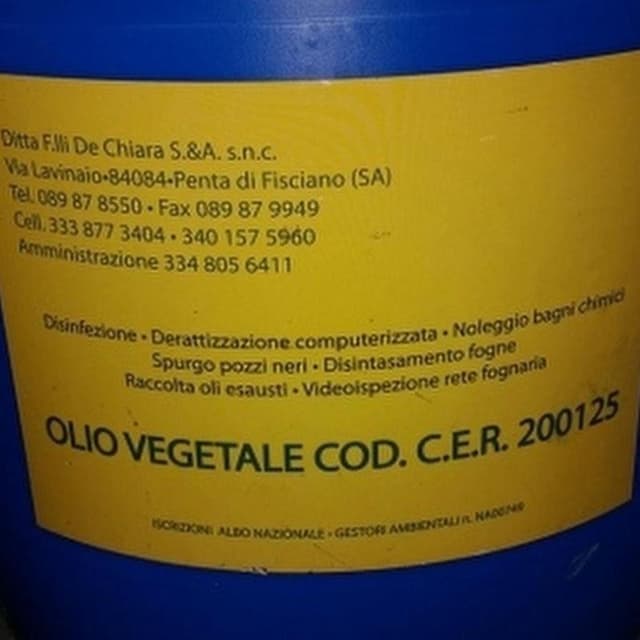 Ditta F.lli De Chiara S.&A. s.n.c.
Via Lavinaio•84084•Penta di Fisciano (SA)
Tel. 089 87 8550 • Fax 089 87 9949
Cell. 333 877 3404 • 340 157 5960
Amministrazione 334 805 6411
Disinfezione • Derattizzazione computerizzata • Noleggio bagni chimici
Spurgo pozzi neri • Disintasamento fogne
Raccolta oli esausti • Videoispezione rete fognaria
OLIO VEGETALE COD. C.E.R. 200125
ISCRIZIONI ALBO NAZIONALE - GESTORI AMBIENTALI n.